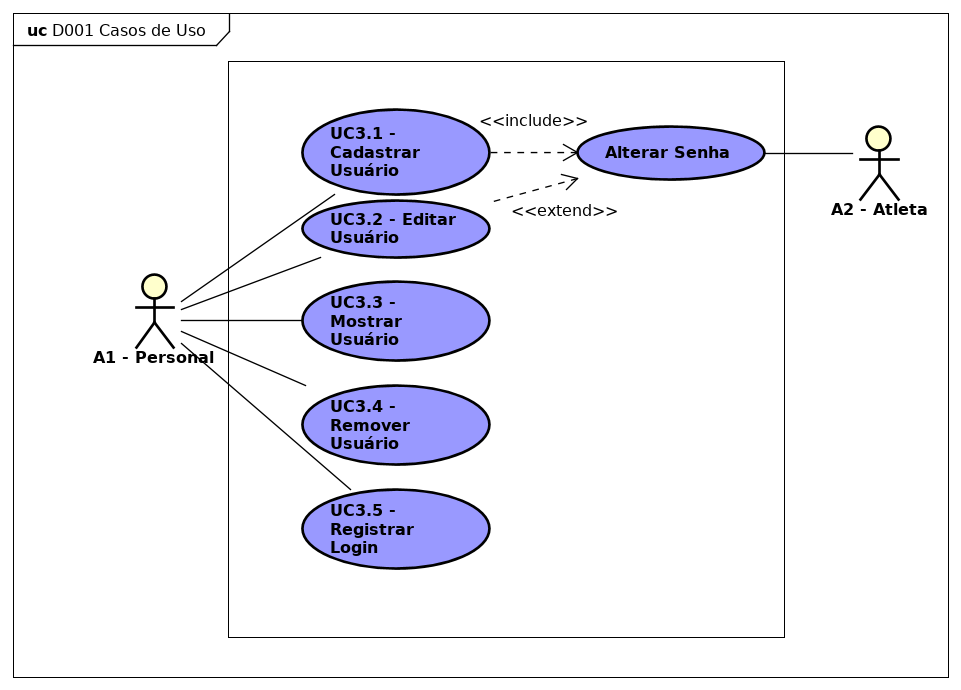 uc D001 Casos de Uso
<<include>>
UC3.1 -
Cadastrar
Usuário
Alterar Senha
A2 - Atleta
<<extend>>
UC3.2 - Editar
Usuário
UC3.3 -
Mostrar
Usuário
A1 - Personal
UC3.4 -
Remover
Usuário
UC3.5 -
Registrar
Login